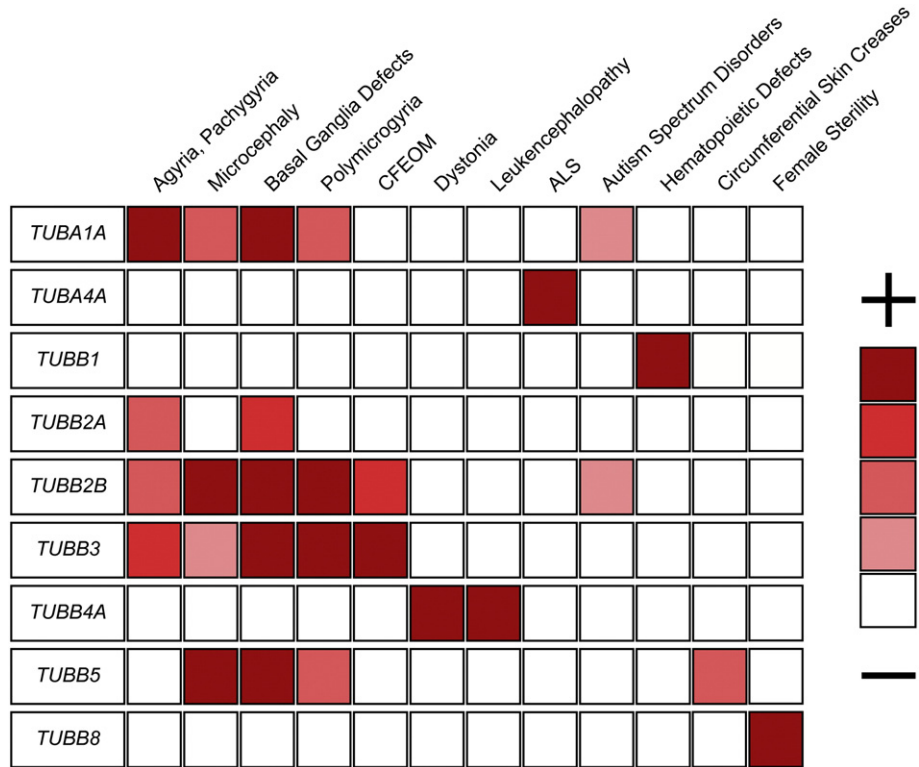 Agyria, Pachygyria
Microcephaly
Basal Ganglia Defects
Polymicrogyria
CFEOM
Dystonia
Leukencephalopathy
ALS
Autism Spectrum Disorders
Hematopoietic Defects
Circumferential Skin Creases
Female Sterility
TUBA1A
TUBA4A
+
TUBB1
TUBB2A
TUBB2B
TUBB3
TUBB4A
TUBB5
−
TUBB8